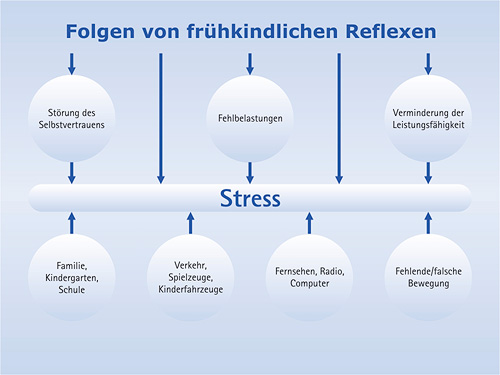 Folgen von frühkindlichen Reflexen
Störung des
Selbstvertrauens
Fehlbelastungen
Verminderung der
Leistungsfähigkeit
Stress
Familie,
Kindergarten,
Schule
Verkehr,
Spielzeuge,
Kinderfahrzeuge
Fernsehen, Radio,
Computer
Fehlende/falsche
Bewegung